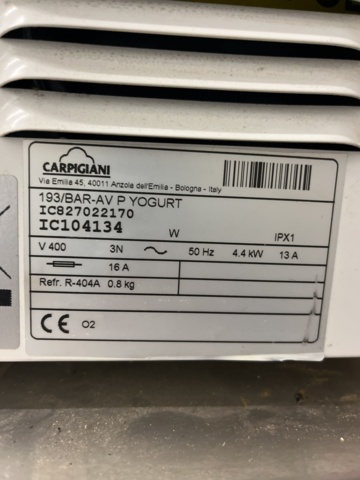 CARPIGIANI
Via Emilia 45, 40011 Anzola dell'Emilia - Bologna - Italy
193/BAR-AV P YOGURT
IC827022170
IC104134
W IPX1
V 400 3N 50 Hz 4.4 kW 13 A
16 A
Refr. R-404A 0.8 kg
CE O2